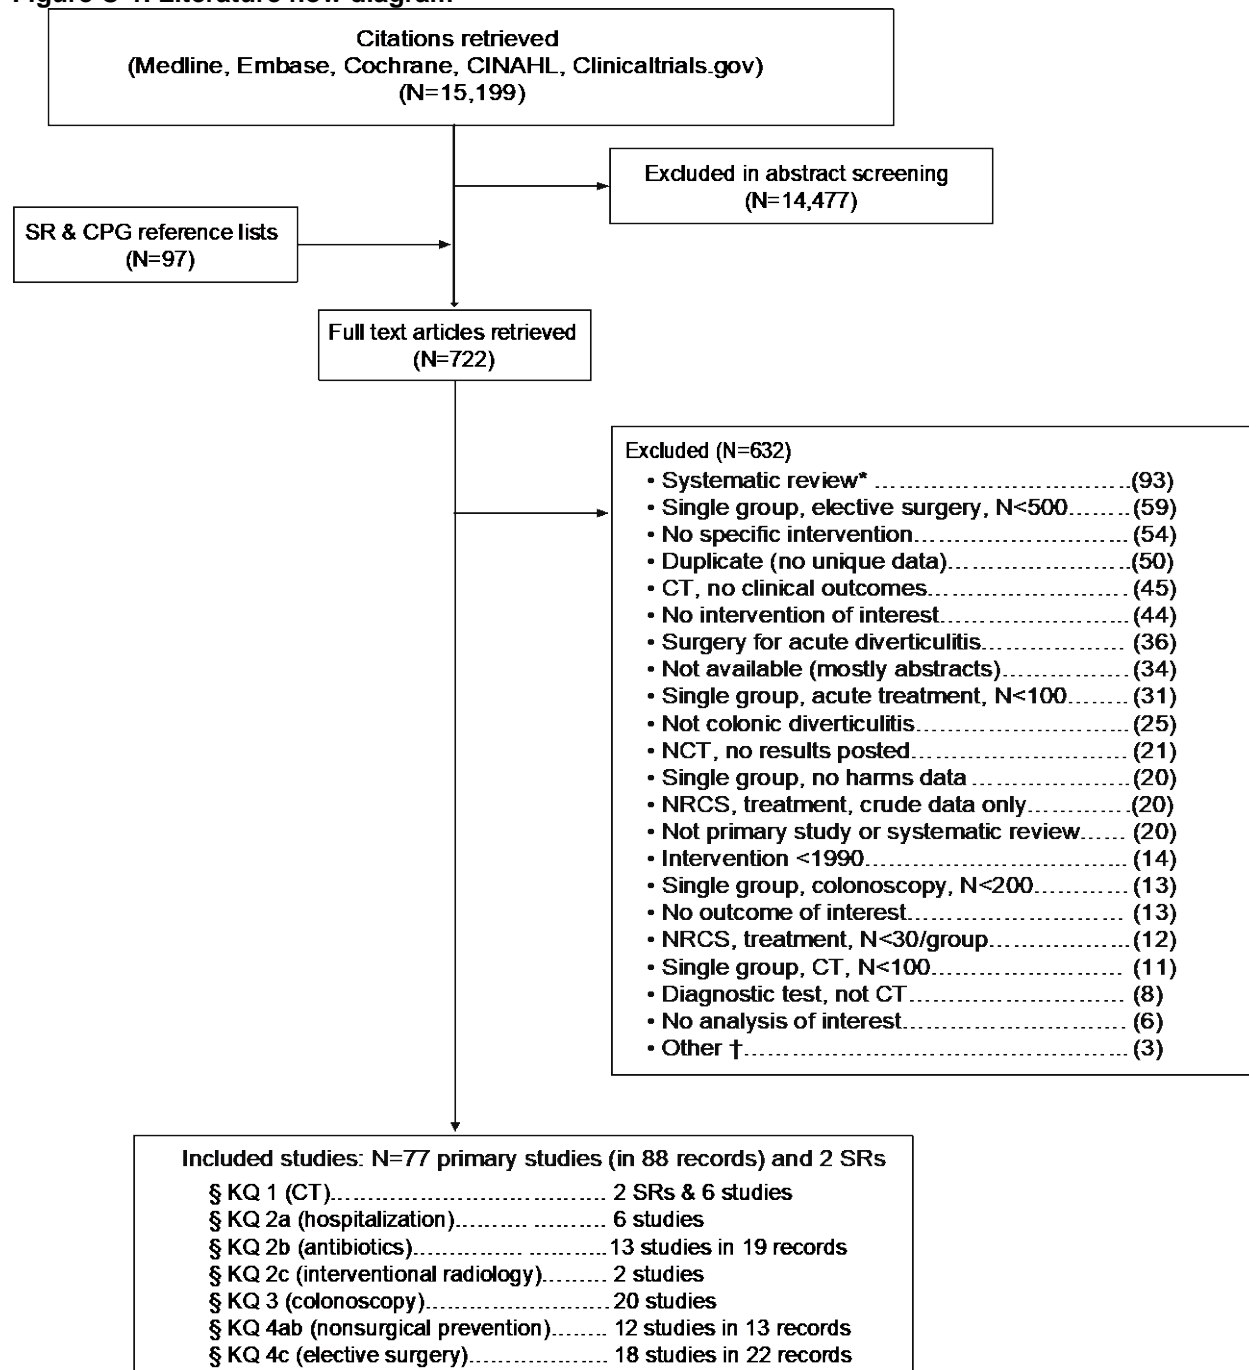 Figure C-1. Literature flow diagram
Citations retrieved
(Medline, Embase, Cochrane, CINAHL, Clinicaltrials.gov)
(N=15,199)
Excluded in abstract screening
(N=14,477)
SR & CPG reference lists
(N=97)
Full text articles retrieved
(N=722)
Excluded (N=632)
• Systematic review* ................................(93)
• Single group, elective surgery, N<500........(59)
• No specific intervention........................... (54)
• Duplicate (no unique data).......................(50)
• CT, no clinical outcomes..........................(45)
• No intervention of interest........................(44)
• Surgery for acute diverticulitis.................. (36)
• Not available (mostly abstracts)................(34)
• Single group, acute treatment, N<100........(31)
• Not colonic diverticulitis...........................(25)
• NCT, no results posted............................(21)
• Single group, no harms data ....................(20)
• NRCS, treatment, crude data only.............(20)
• Not primary study or systematic review...... (20)
• Intervention <1990................................. (14)
• Single group, colonoscopy, N<200............(13)
• No outcome of interest........................... (13)
• NRCS, treatment, N<30/group..................(12)
• Single group, CT, N<100........................ (11)
• Diagnostic test, not CT........................... (8)
• No analysis of interest............................ (6)
• Other †................................................ (3)
Included studies: N=77 primary studies (in 88 records) and 2 SRs
§ KQ 1 (CT)................................... 2 SRs & 6 studies
§ KQ 2a (hospitalization).......... .......... 6 studies
§ KQ 2b (antibiotics)............... ..........13 studies in 19 records
§ KQ 2c (interventional radiology)......... 2 studies
§ KQ 3 (colonoscopy).......................20 studies
§ KQ 4ab (nonsurgical prevention)........ 12 studies in 13 records
§ KQ 4c (elective surgery)................... 18 studies in 22 records